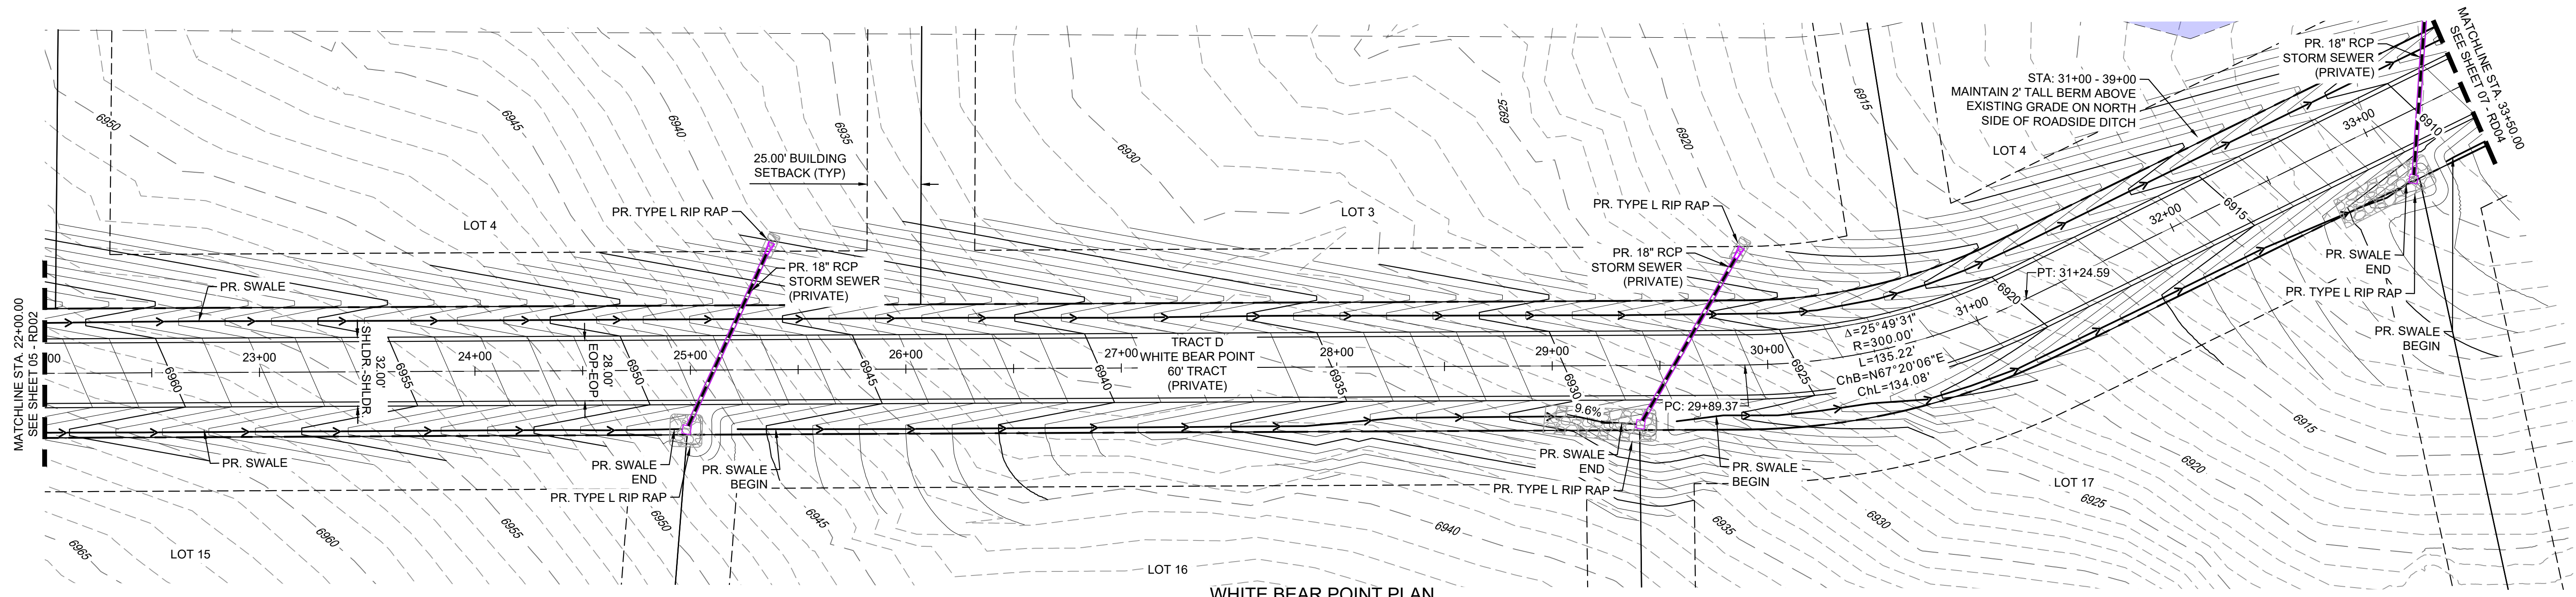 MATCHLINE STA. 22+00.00
SEE SHEET 05 - RD02
6950
6945
6940
6935
6930
6925
6920
6915
25.00' BUILDING
SETBACK (TYP)
LOT 4
PR. TYPE L RIP RAP
LOT 3
PR. TYPE L RIP RAP
STA: 31+00 - 39+00
MAINTAIN 2' TALL BERM ABOVE
EXISTING GRADE ON NORTH
SIDE OF ROADSIDE DITCH
LOT 4
PR. 18" RCP
STORM SEWER
(PRIVATE)
MATCHLINE STA. 33+50.00
SEE SHEET 07 - RD04
PR. 18" RCP
STORM SEWER
(PRIVATE)
PR. 18" RCP
STORM SEWER
(PRIVATE)
PR. SWALE
00
23+00
24+00
25+00
26+00
27+00
28+00
29+00
30+00
31+00
32+00
33+00
32.00'
SHLDR.-SHLDR
28.00'
EOP-EOP
6960
6955
6950
6945
6940
6935
6930
6925
6920
6915
6910
TRACT D
WHITE BEAR POINT
60' TRACT
(PRIVATE)
9.6%
PC: 29+89.37
Δ=25°49'31"
R=300.00'
L=135.22'
ChB=N67°20'06"E
ChL=134.08'
PT: 31+24.59
PR. SWALE
END
PR. TYPE L RIP RAP
PR. SWALE
BEGIN
PR. SWALE
PR. SWALE
END
PR. TYPE L RIP RAP
PR. SWALE
BEGIN
PR. SWALE
END
PR. TYPE L RIP RAP
PR. SWALE
BEGIN
6965
LOT 15
6960
6955
6950
6945
LOT 16
6940
6935
6930
LOT 17
6925
6920
6915
WHITE BEAR POINT PLAN